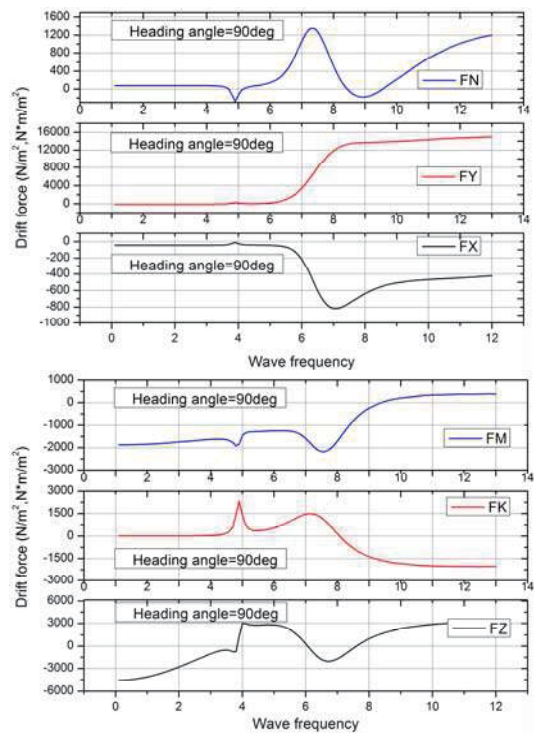 Drift force (N/m²,N*m/m²)
1600
1200
800
400
0
Heading angle=90deg
FN
0 2 4 6 8 10 12 14
16000
12000
8000
4000
0
Heading angle=90deg
FY
0 2 4 6 8 10 12 14
0
-200
-400
-600
-800
-1000
FX
Heading angle=90deg
0 2 4 6 8 10 12
Wave frequency
Drift force (N/m²,N*m/m²)
1000
0
-1000
-2000
-3000
Heading angle=90deg
FM
0 2 4 6 8 10 12 14
3000
1500
0
-1500
-3000
FK
Heading angle=90deg
0 2 4 6 8 10 12 14
6000
3000
0
-3000
-6000
Heading angle=90deg
FZ
0 2 4 6 8 10 12
Wave frequency